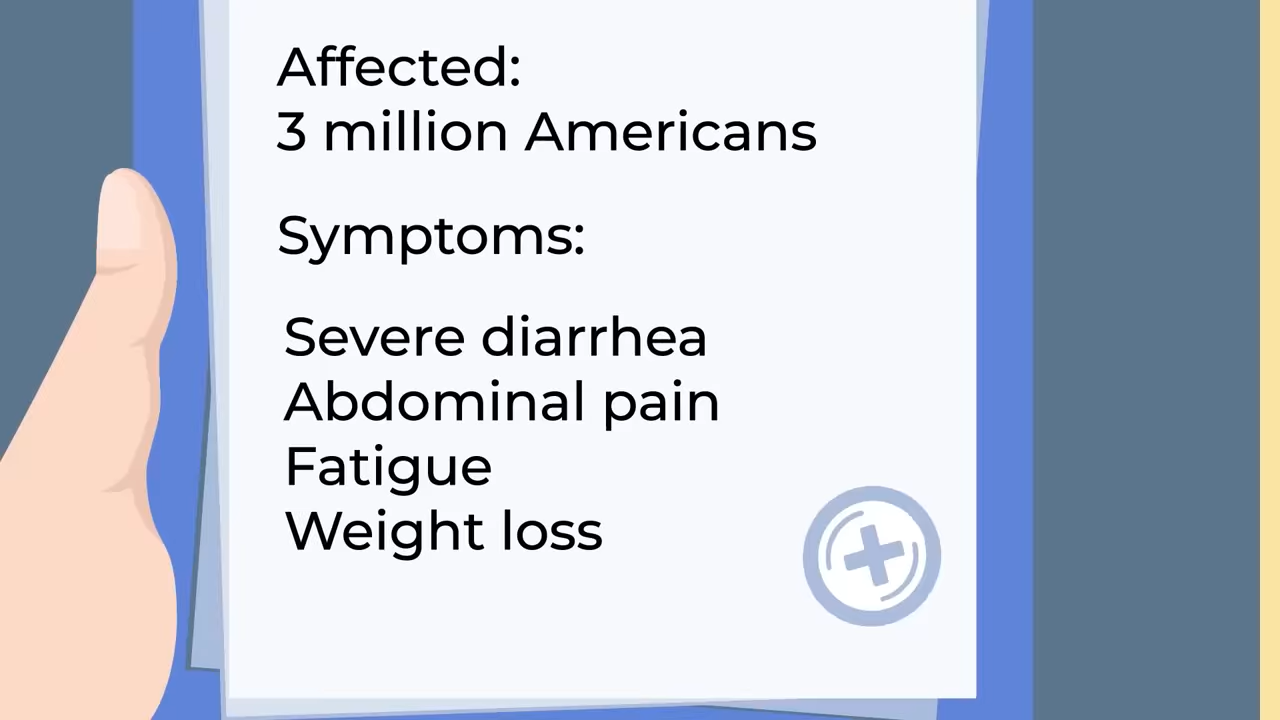 Affected:
3 million Americans
Symptoms:
Severe diarrhea
Abdominal pain
Fatigue
Weight loss